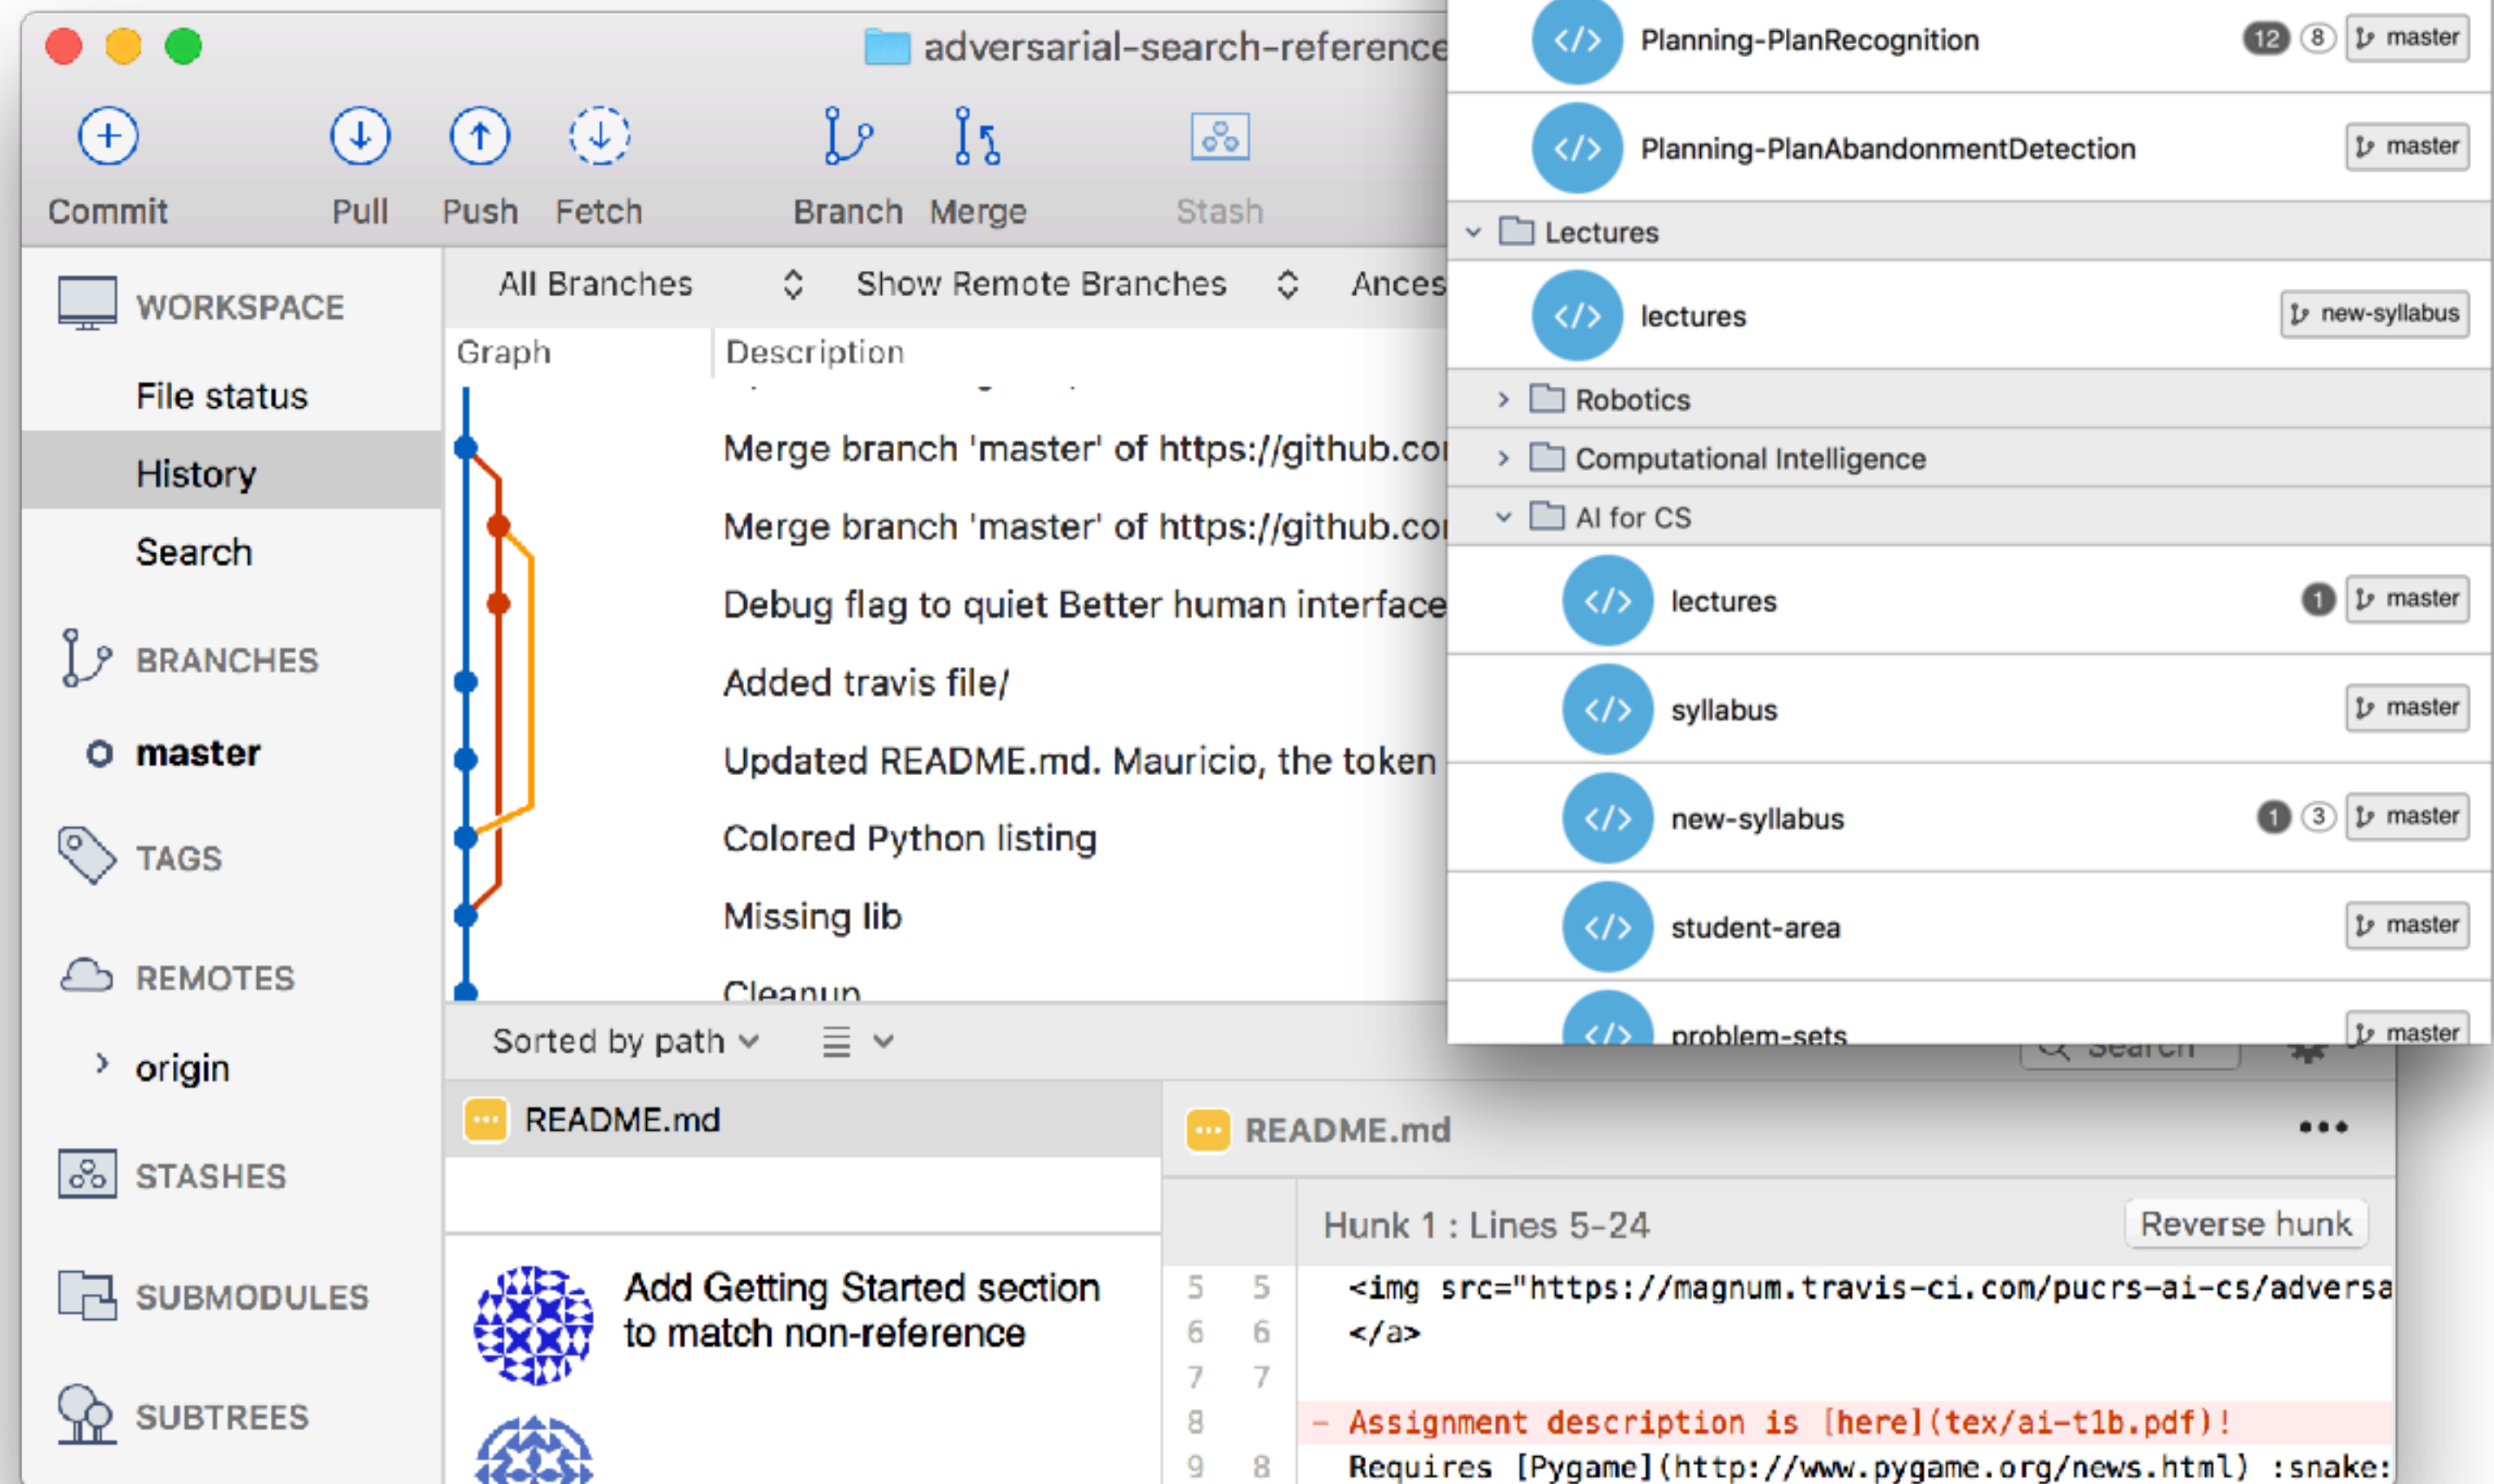 adversarial-search-reference
Commit
Pull
Push
Fetch
Branch
Merge
Stash
WORKSPACE
File status
History
Search
BRANCHES
master
TAGS
REMOTES
origin
STASHES
SUBMODULES
SUBTREES
All Branches
Show Remote Branches
Ances
Graph
Description
Merge branch 'master' of https://github.co
Merge branch 'master' of https://github.co
Debug flag to quiet Better human interface
Added travis file/
Updated README.md. Mauricio, the token
Colored Python listing
Missing lib
Cleanup
Sorted by path
Search
README.md
Add Getting Started section
to match non-reference
README.md
Hunk 1 : Lines 5-24
Reverse hunk
5 5 <img src="https://magnum.travis-ci.com/pucrs-ai-cs/adversa
6 6 </a>
7 7
8 - Assignment description is [here](tex/ai-t1b.pdf)!
9 8 Requires [Pygame](http://www.pygame.org/news.html) :snake:
</> Planning-PlanRecognition 12 8 master
</> Planning-PlanAbandonmentDetection master
Lectures
</> lectures new-syllabus
Robotics
Computational Intelligence
AI for CS
</> lectures 1 master
</> syllabus master
</> new-syllabus 1 3 master
</> student-area master
</> problem-sets master